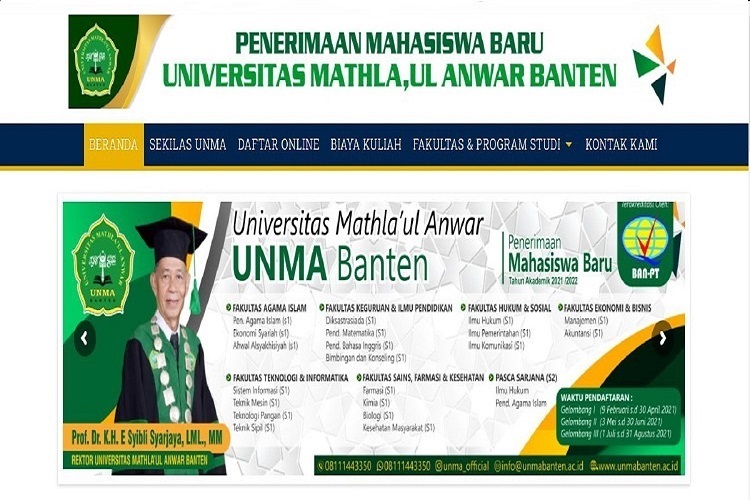 PENERIMAAN MAHASISWA BARU
UNIVERSITAS MATHLA,UL ANWAR BANTEN
UNMA
BERANDA SEKILAS UNMA DAFTAR ONLINE BIAYA KULIAH FAKULTAS & PROGRAM STUDI KONTAK KAMI
UNIVERSITAS MATHLA'UL ANWAR
UNMA
BANTEN
Universitas Mathla'ul Anwar
UNMA Banten
Penerimaan
Mahasiswa Baru
Tahun Akademik 2021/2022
Terakreditasi Oleh:
BAN-PT
FAKULTAS AGAMA ISLAM
Pen. Agama Islam (s1)
Ekonomi Syariah (s1)
Ahwal Alsyakhisiyah (s1)
FAKULTAS KEGURUAN & ILMU PENDIDIKAN
Diksastrasiada (S1)
Pend. Matematika (S1)
Pend. Bahasa Inggris (S1)
Bimbingan dan Konseling (S1)
FAKULTAS HUKUM & SOSIAL
Ilmu Hukum (S1)
Ilmu Pemerintahan (S1)
Ilmu Komunikasi (S1)
FAKULTAS EKONOMI & BISNIS
Manajemen (S1)
Akuntansi (S1)
FAKULTAS TEKNOLOGI & INFORMATIKA
Sistem Informasi (S1)
Teknik Mesin (S1)
Teknologi Pangan (S1)
Teknik Sipil (S1)
FAKULTAS SAINS, FARMASI & KESEHATAN
Farmasi (S1)
Kimia (S1)
Biologi (S1)
Kesehatan Masyarakat (S1)
PASCA SARJANA (S2)
Ilmu Hukum
Pend. Agama Islam
WAKTU PENDAFTARAN :
Gelombang I (9 Februari s.d 30 April 2021)
Gelombang II (3 Mei s.d 30 Juni 2021)
Gelombang III (1 Juli s.d 31 Agustus 2021)
Prof. Dr. K.H. E Syibli Syarjaya, LML., MM
REKTOR UNIVERSITAS MATHLA'UL ANWAR BANTEN
08111443350 08111443350 unma_official info@unmabanten.ac.id www.unmabanten.ac.id